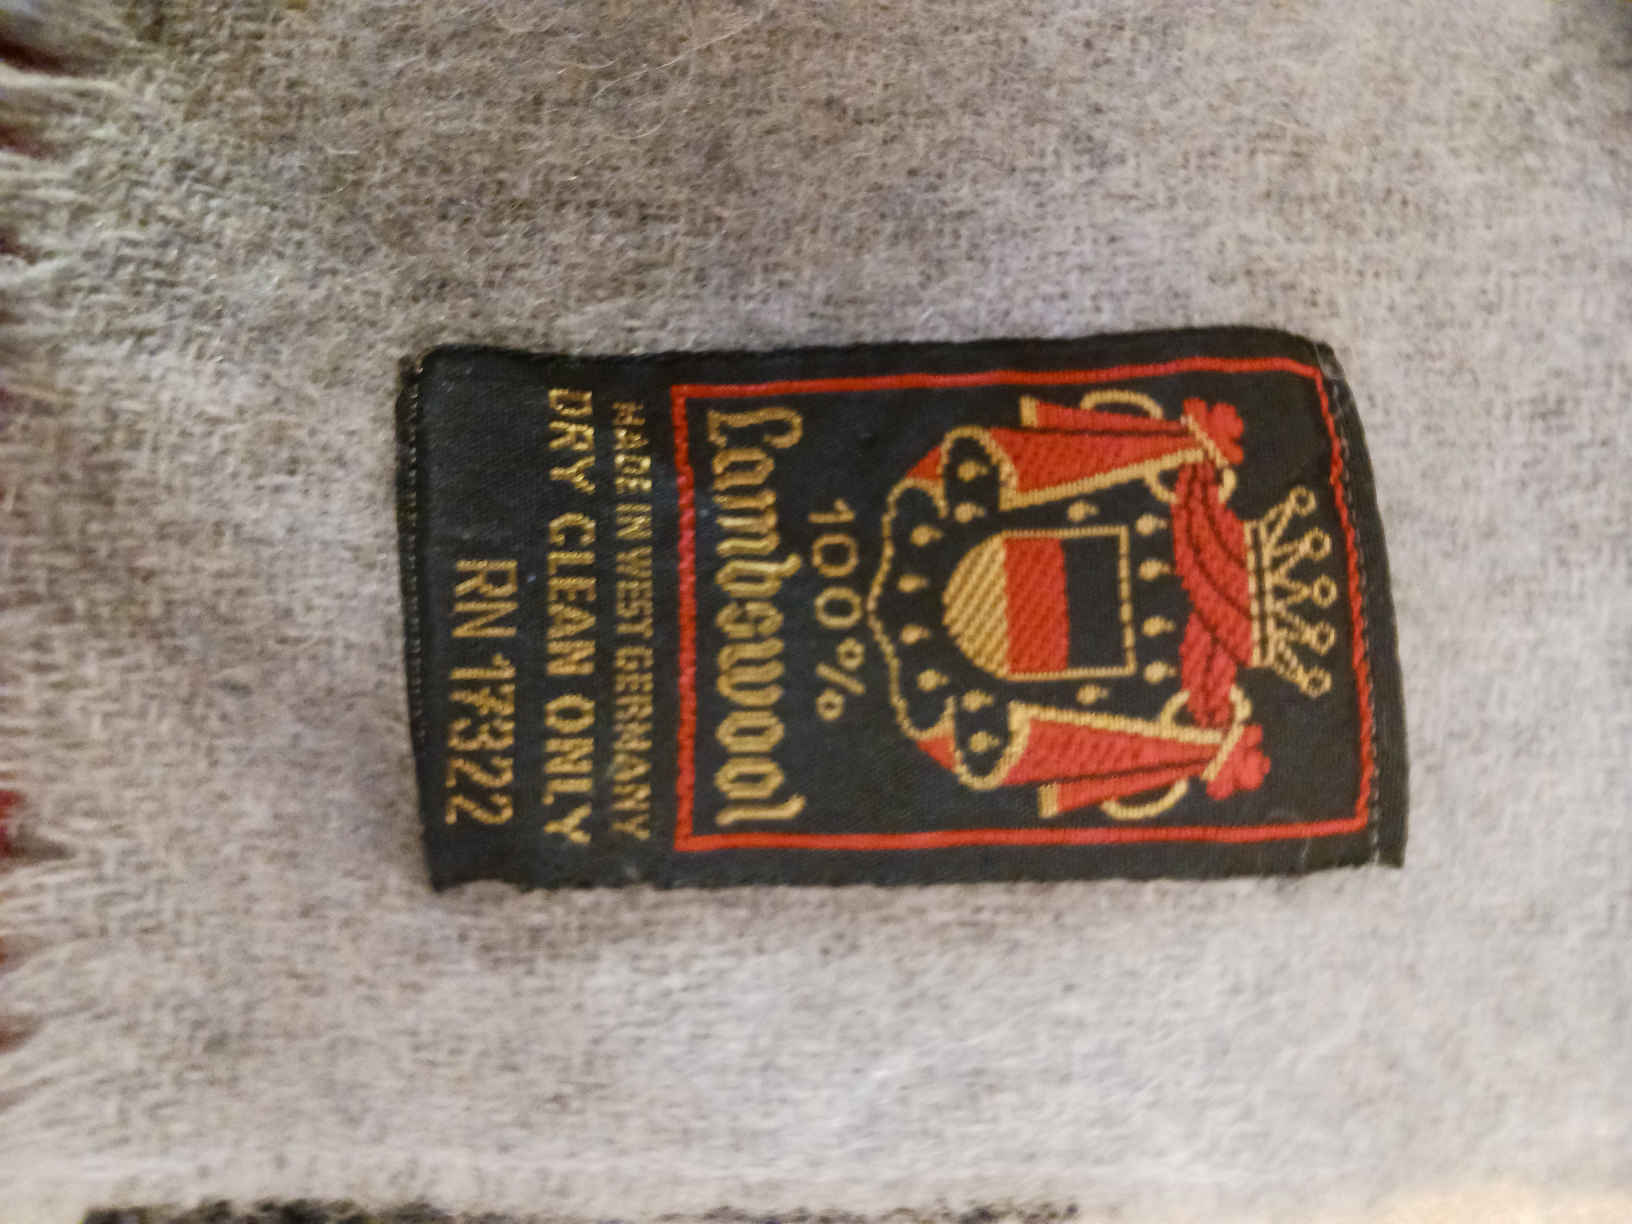 100%
Lambswool
MADE IN WEST GERMANY
DRY CLEAN ONLY
RN 17322